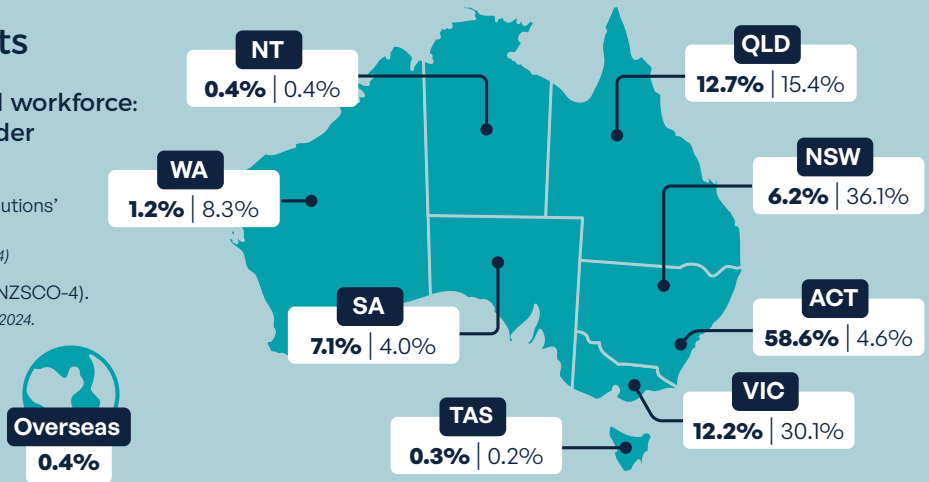 ts
workforce:
der
utions’
4)
NZSCO-4).
2024.
Overseas
0.4%
NT
0.4% | 0.4%
WA
1.2% | 8.3%
SA
7.1% | 4.0%
TAS
0.3% | 0.2%
QLD
12.7% | 15.4%
NSW
6.2% | 36.1%
ACT
58.6% | 4.6%
VIC
12.2% | 30.1%